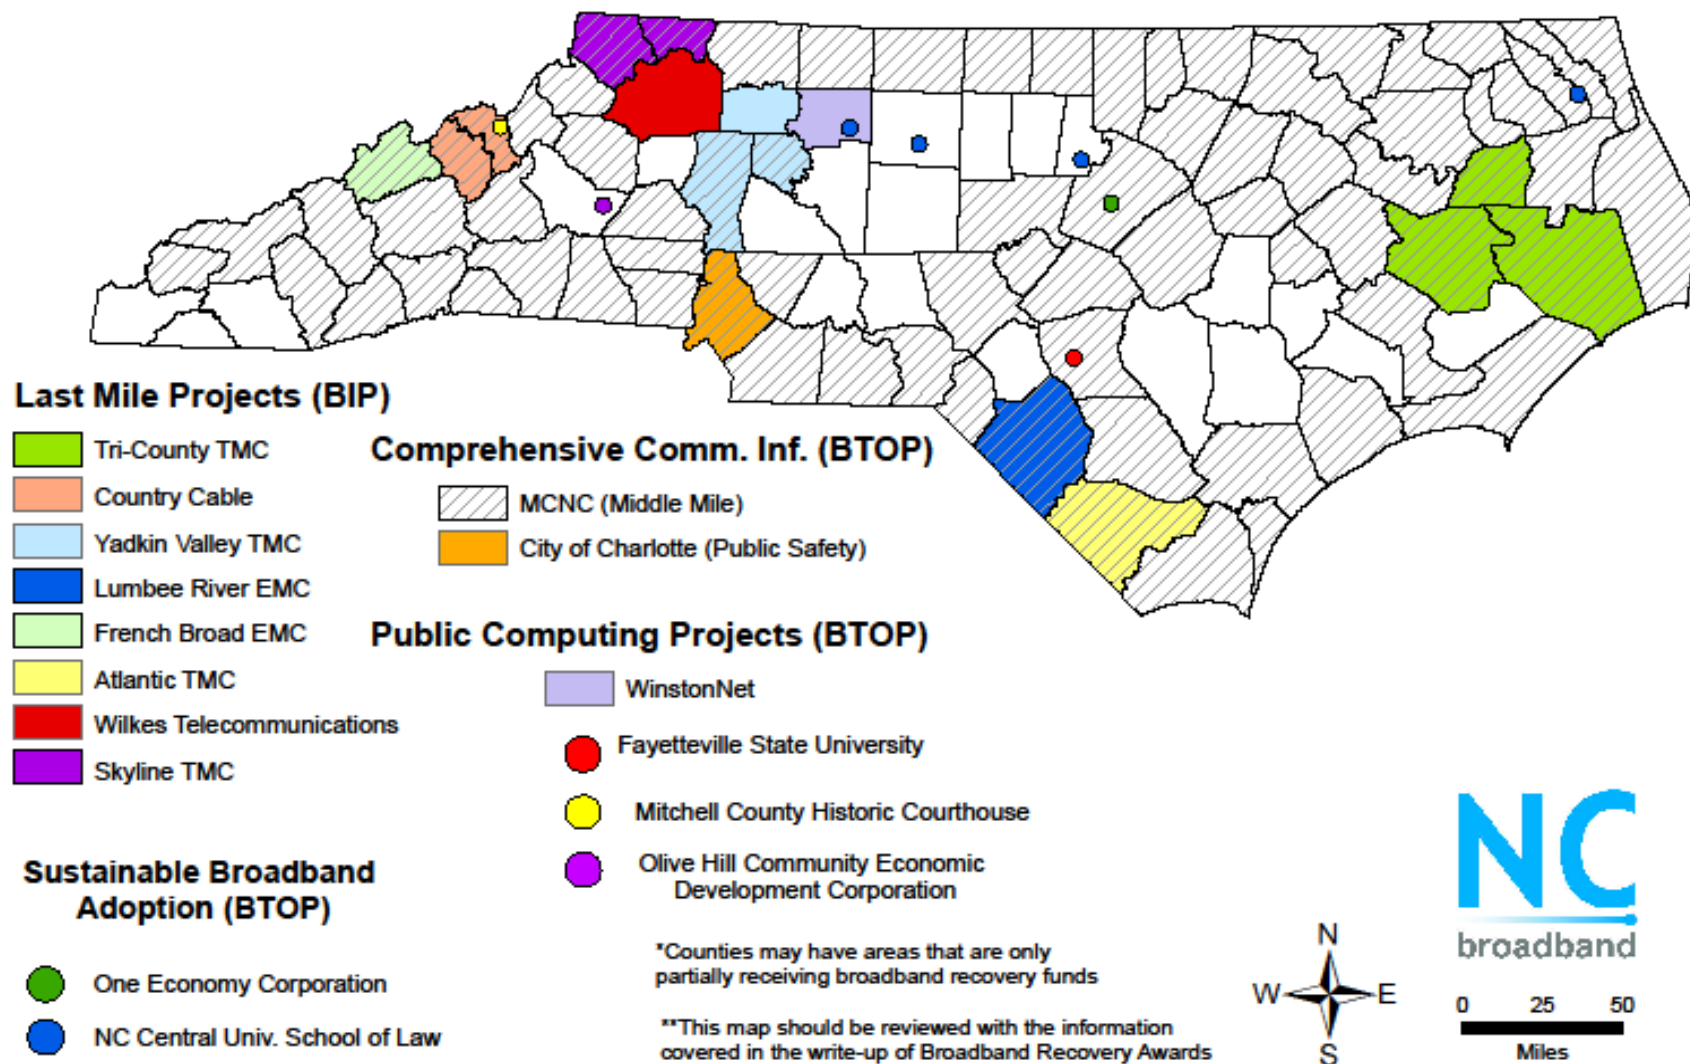 Last Mile Projects (BIP)
Tri-County TMC
Country Cable
Yadkin Valley TMC
Lumbee River EMC
French Broad EMC
Atlantic TMC
Wilkes Telecommunications
Skyline TMC
Sustainable Broadband
Adoption (BTOP)
One Economy Corporation
NC Central Univ. School of Law
Comprehensive Comm. Inf. (BTOP)
MCNC (Middle Mile)
City of Charlotte (Public Safety)
Public Computing Projects (BTOP)
WinstonNet
Fayetteville State University
Mitchell County Historic Courthouse
Olive Hill Community Economic
Development Corporation
*Counties may have areas that are only
partially receiving broadband recovery funds
**This map should be reviewed with the information
covered in the write-up of Broadband Recovery Awards
N
W E
S
NC
broadband
0 25 50
Miles